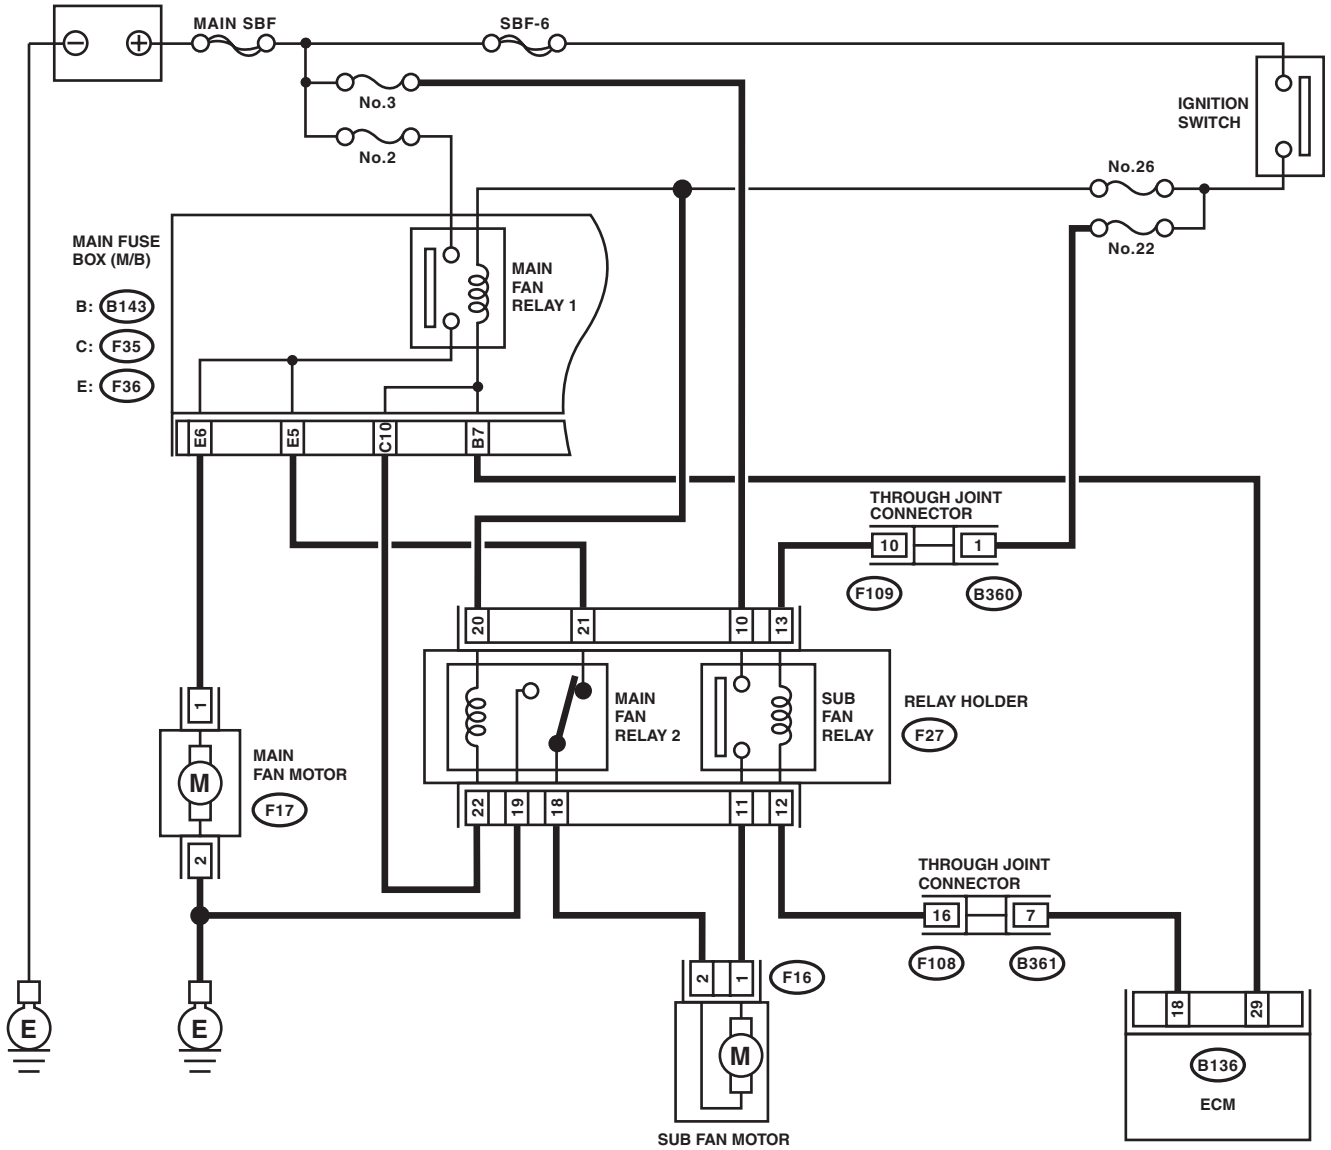 MAIN SBF
SBF-6
No.3
No.2
IGNITION
SWITCH
No.26
No.22
MAIN FUSE
BOX (M/B)
B: B143
C: F35
E: F36
MAIN
FAN
RELAY 1
E6
E5
C10
B7
THROUGH JOINT
CONNECTOR
10
1
F109
B360
20
21
10
13
MAIN
FAN
RELAY 2
SUB
FAN
RELAY
RELAY HOLDER
F27
22
19
18
11
12
1
M
2
MAIN
FAN MOTOR
F17
THROUGH JOINT
CONNECTOR
16
7
F108
B361
2
1
F16
M
SUB FAN MOTOR
18
29
B136
ECM
E
E